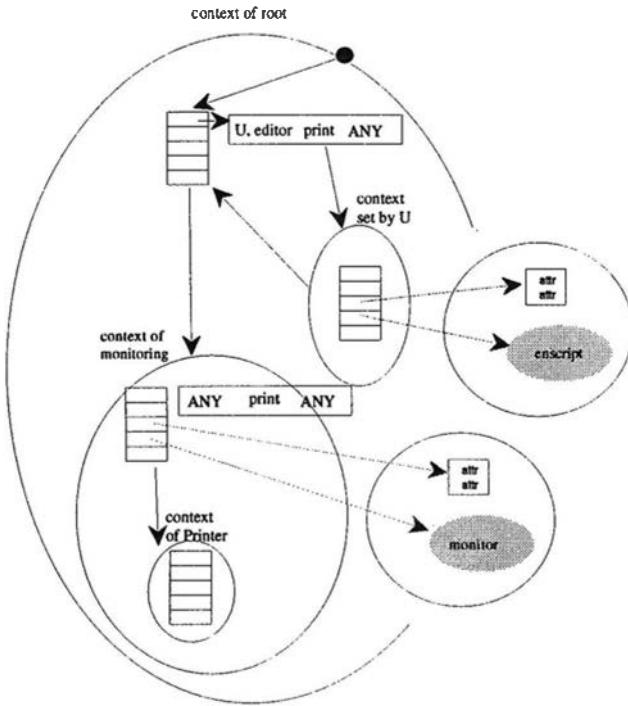 context of root
U. editor print ANY
context
set by U
attr
attr
enscript
context of
monitoring
ANY print ANY
attr
attr
monitor
context
of Printer